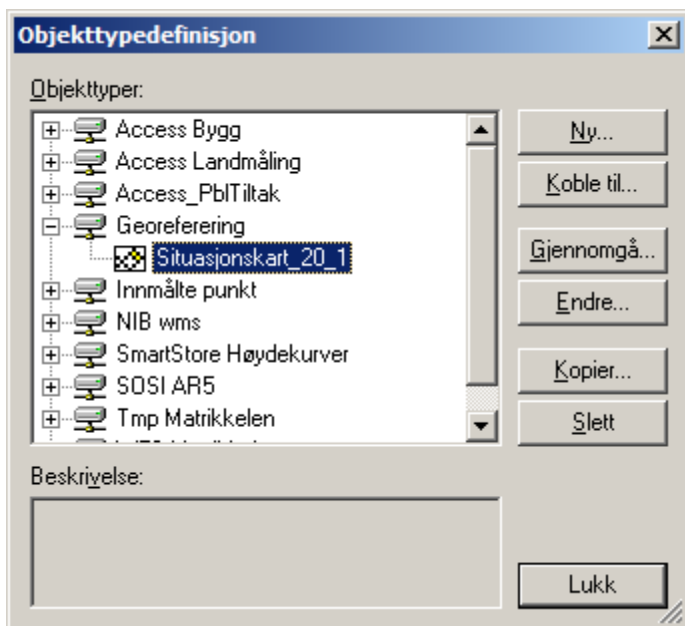 Objekttypedefinisjon
Objekttyper:
Access Bygg
Access Landmåling
Access_PblTiltak
Georeferering
Situasjonskart_20_1
Innmålte punkt
NIB wms
SmartStore Høydekurver
SOSI AR5
Tmp Matrikkelen
Ny...
Koble til...
Gjennomgå...
Endre...
Kopier...
Slett
Beskrivelse:
Lukk